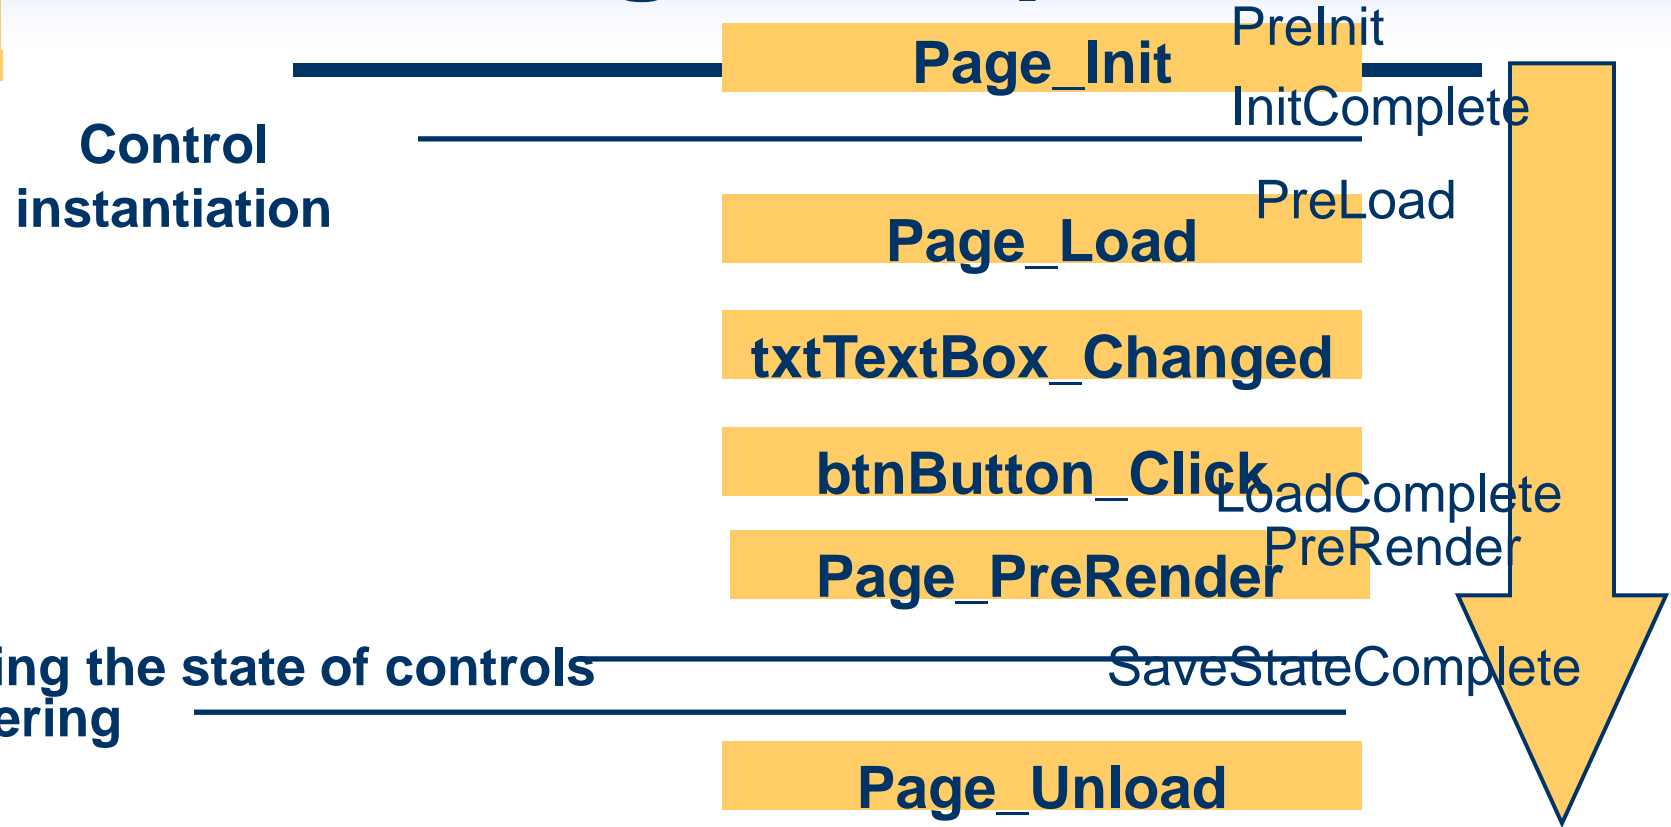 PreInit
Page_Init
InitComplete
Control
instantiation
PreLoad
Page_Load
txtTextBox_Changed
btnButton_Click
LoadComplete
PreRender
Page_PreRender
ing the state of controls
SaveStateComplete
ering
Page_Unload